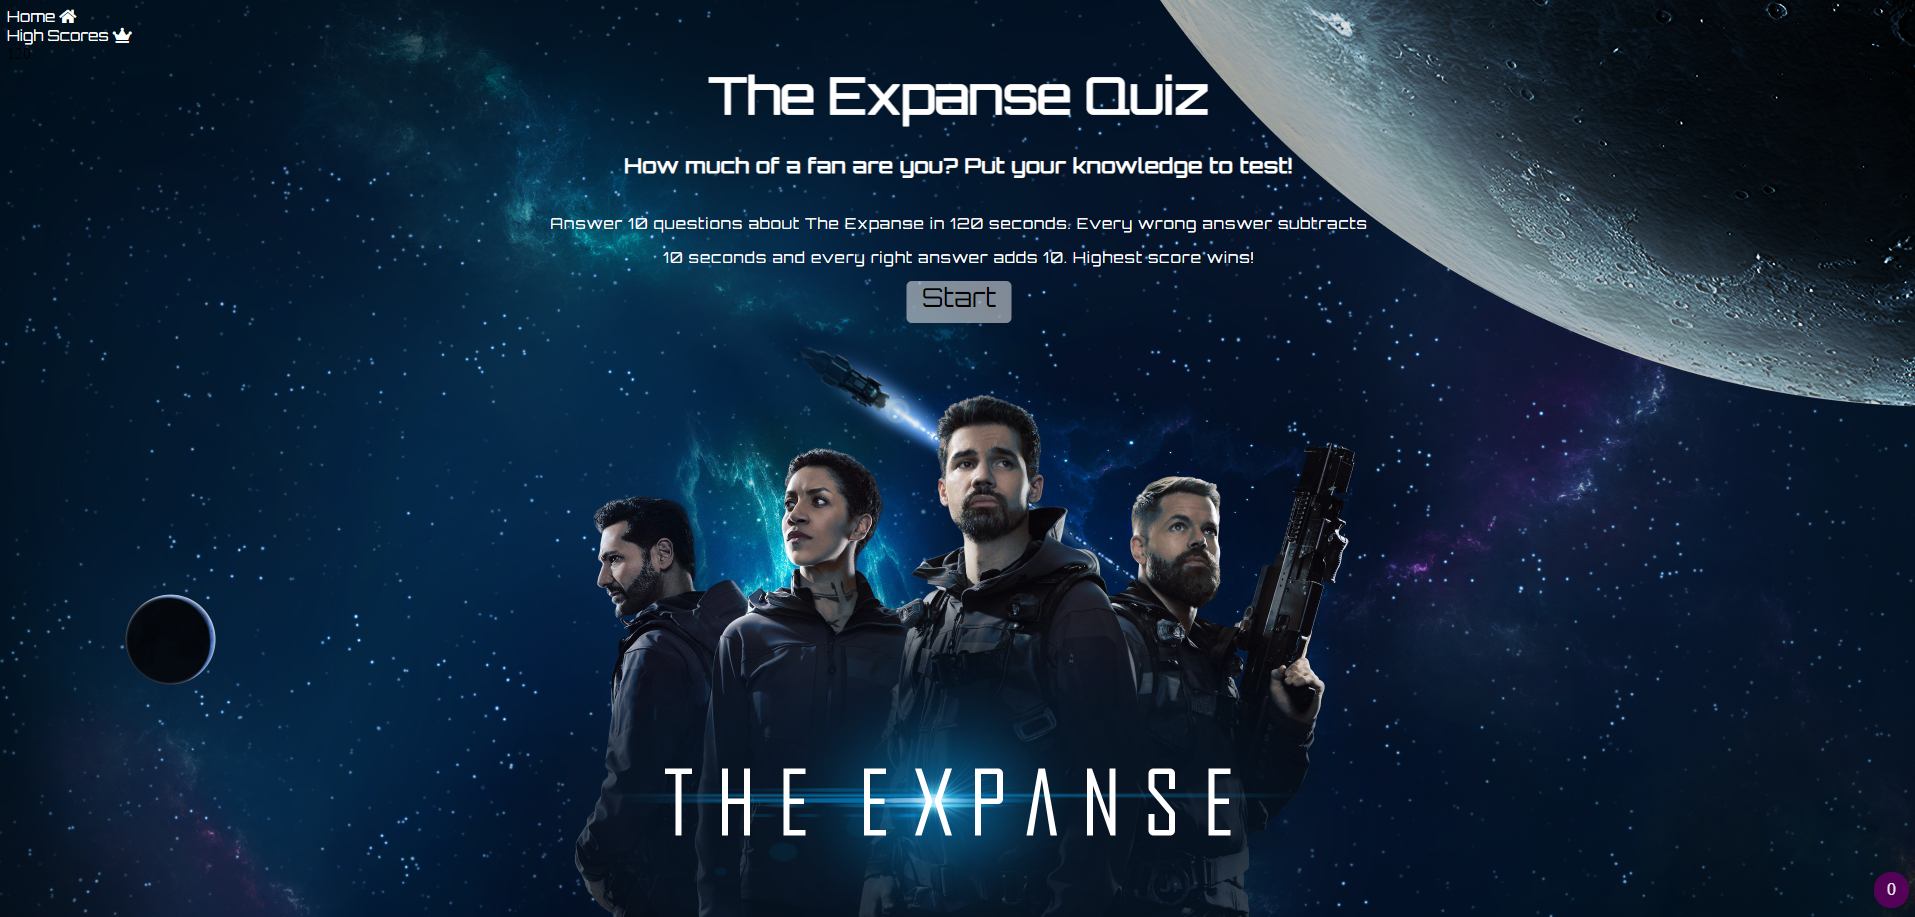 Home
High Scores
120
The Expanse Quiz
How much of a fan are you? Put your knowledge to test!
Answer 10 questions about The Expanse in 120 seconds. Every wrong answer subtracts
10 seconds and every right answer adds 10. Highest score wins!
Start
THE EXPANSE
0